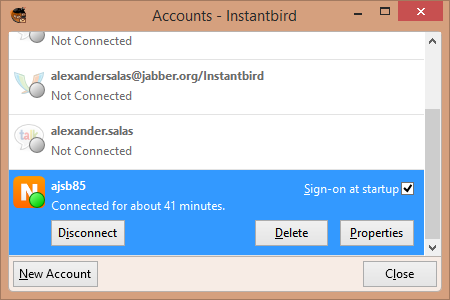 Accounts - Instantbird
Not Connected
alexandersalas@jabber.org/Instantbird
Not Connected
talk
alexander.salas
Not Connected
N
ajsb85
Sign-on at startup
Connected for about 41 minutes.
Disconnect
Delete
Properties
New Account
Close